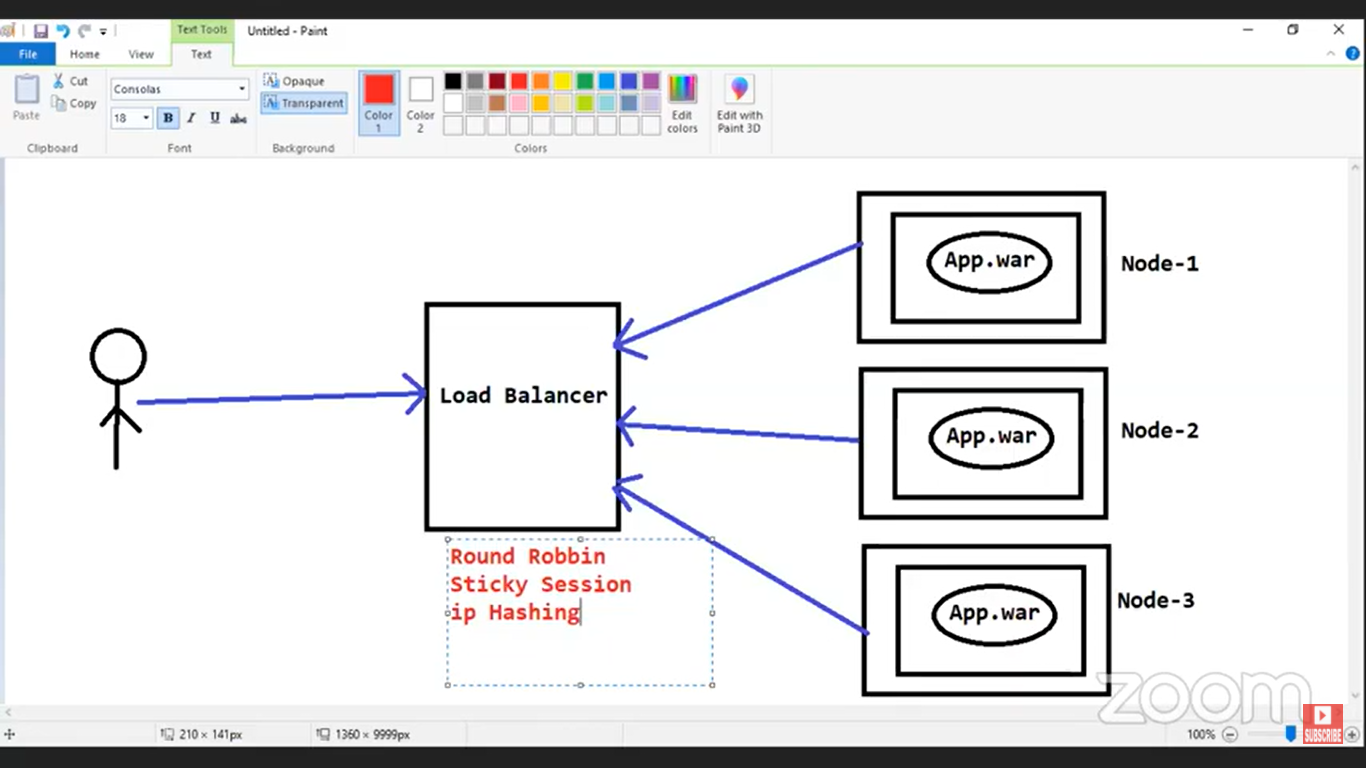 Text Tools
Untitled - Paint
File
Home
View
Text
Paste
Cut
Copy
Clipboard
Consolas
18
B
I
U
abc
Font
Opaque
Transparent
Background
Color 1
Color 2
Edit colors
Edit with Paint 3D
Colors
App.war
Node-1
Load Balancer
App.war
Node-2
Round Robbin
Sticky Session
ip Hashing
App.war
Node-3
zoom
SUBSCRIBE
210 × 141px
1360 × 9999px
100%